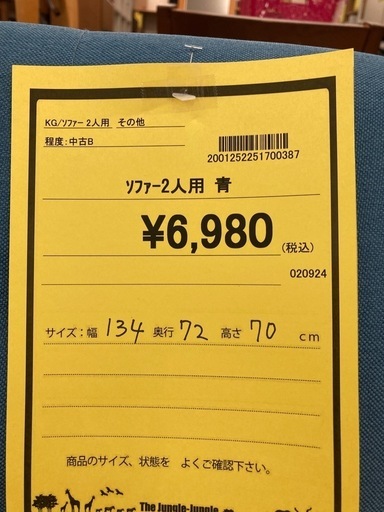 KG/ソファー 2人用 その他
程度:中古B
2001252251700387
ソファー2人用 青
¥6,980
(税込)
020924
サイズ:幅 134 奥行 72 高さ 70 cm
商品のサイズ、状態を よくご確認下さい。
The Jungle-Jungle